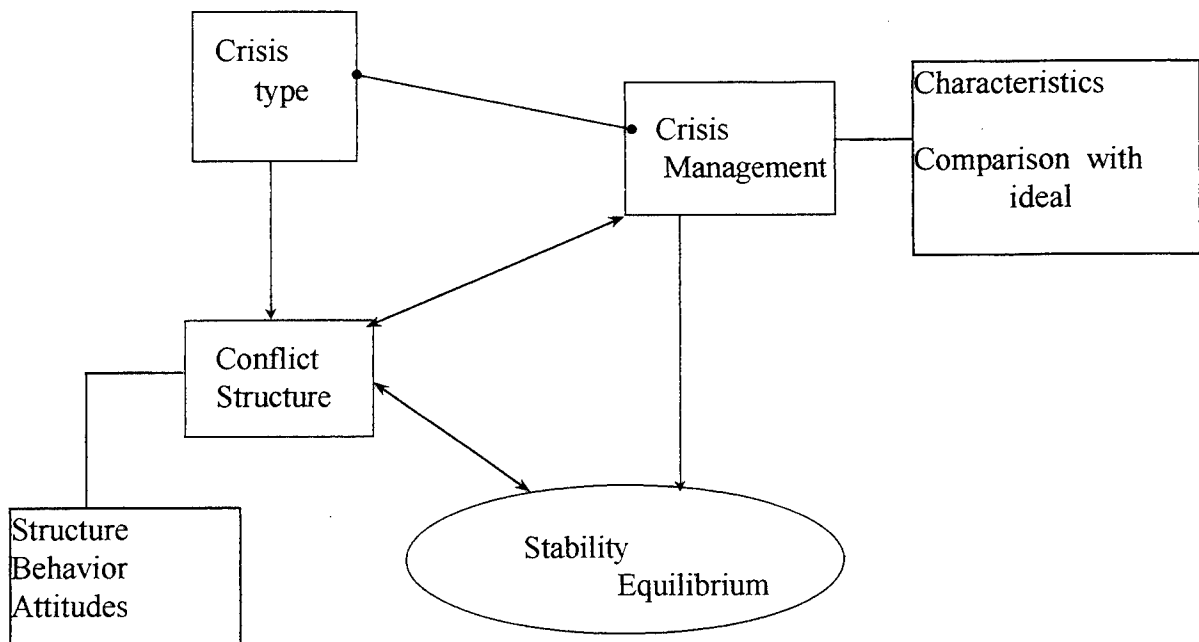 Crisis
type
Crisis
Management
Characteristics
Comparison with
ideal
Conflict
Structure
Structure
Behavior
Attitudes
Stability
Equilibrium